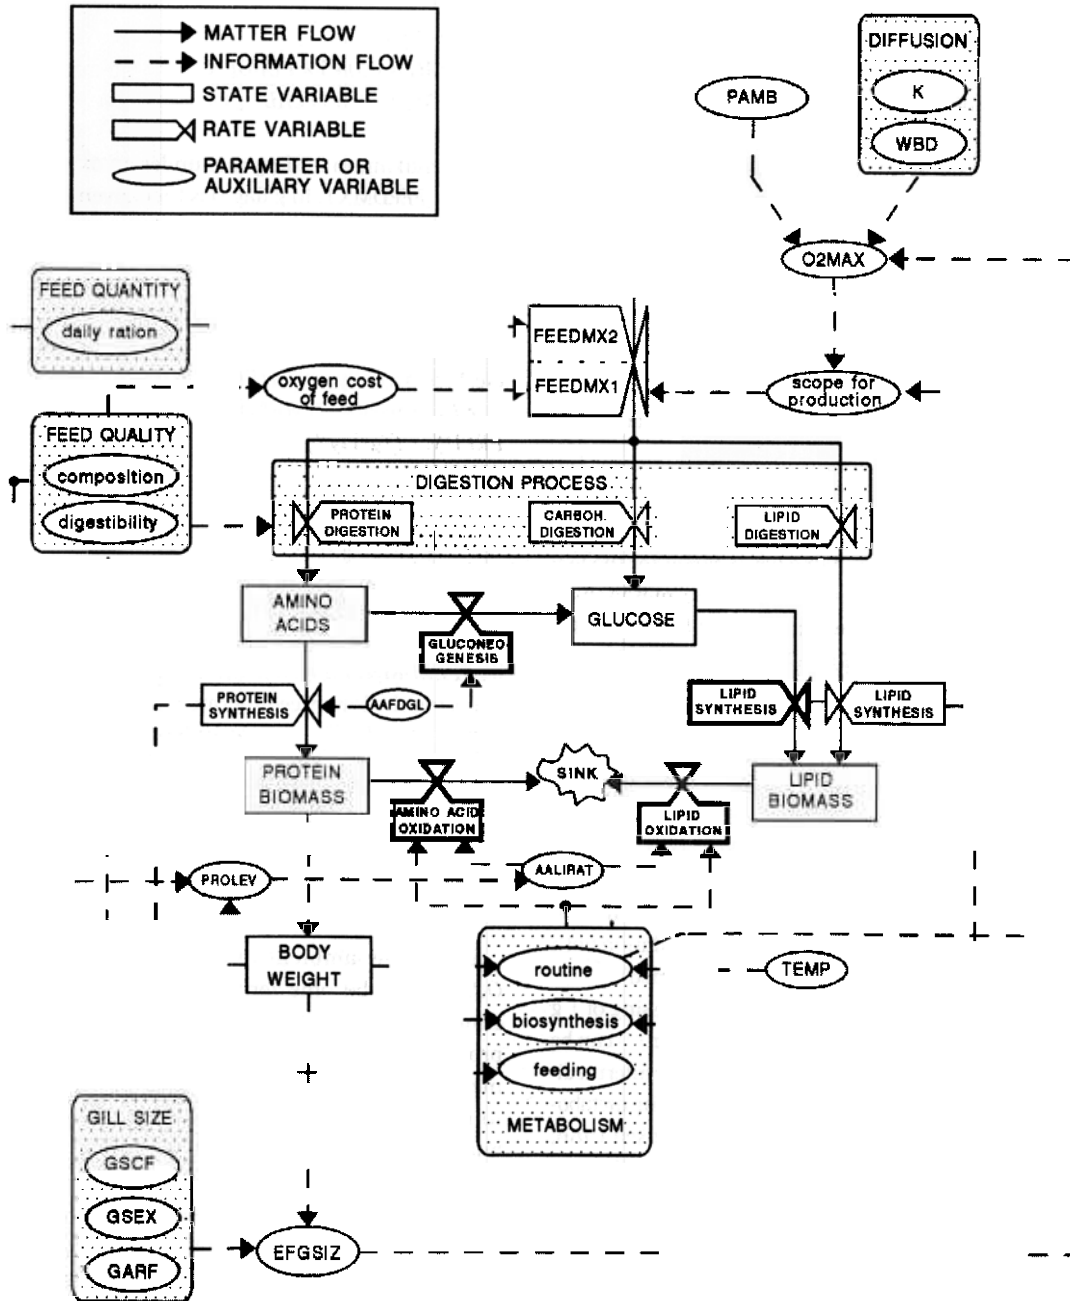 MATTER FLOW
INFORMATION FLOW
STATE VARIABLE
RATE VARIABLE
PARAMETER OR
AUXILIARY VARIABLE
DIFFUSION
K
WBD
PAMB
O2MAX
FEED QUANTITY
daily ration
FEEDMX2
FEEDMX1
oxygen cost
of feed
scope for
production
FEED QUALITY
composition
digestibility
DIGESTION PROCESS
PROTEIN
DIGESTION
CARBOH.
DIGESTION
LIPID
DIGESTION
AMINO
ACIDS
GLUCONEO
GENESIS
GLUCOSE
PROTEIN
SYNTHESIS
AAFDGL
LIPID
SYNTHESIS
LIPID
SYNTHESIS
PROTEIN
BIOMASS
AMINO ACID
OXIDATION
SINK
LIPID
OXIDATION
LIPID
BIOMASS
PROLEV
AALIRAT
BODY
WEIGHT
routine
biosynthesis
feeding
METABOLISM
TEMP
GILL SIZE
GSCF
GSEX
GARF
EFGSIZ